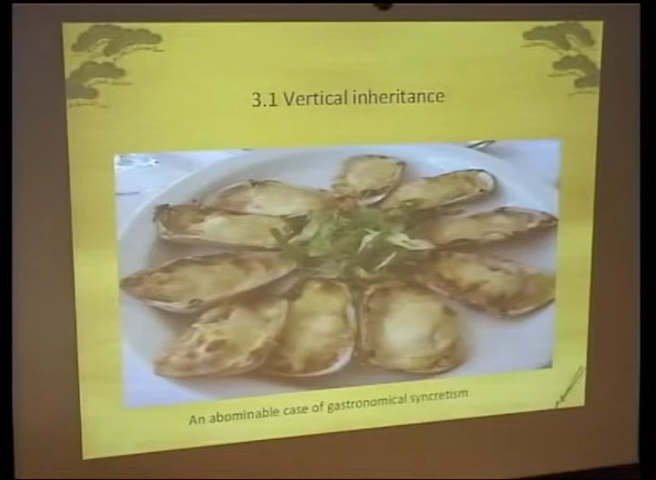 3.1 Vertical inheritance
An abominable case of gastronomical syncretism